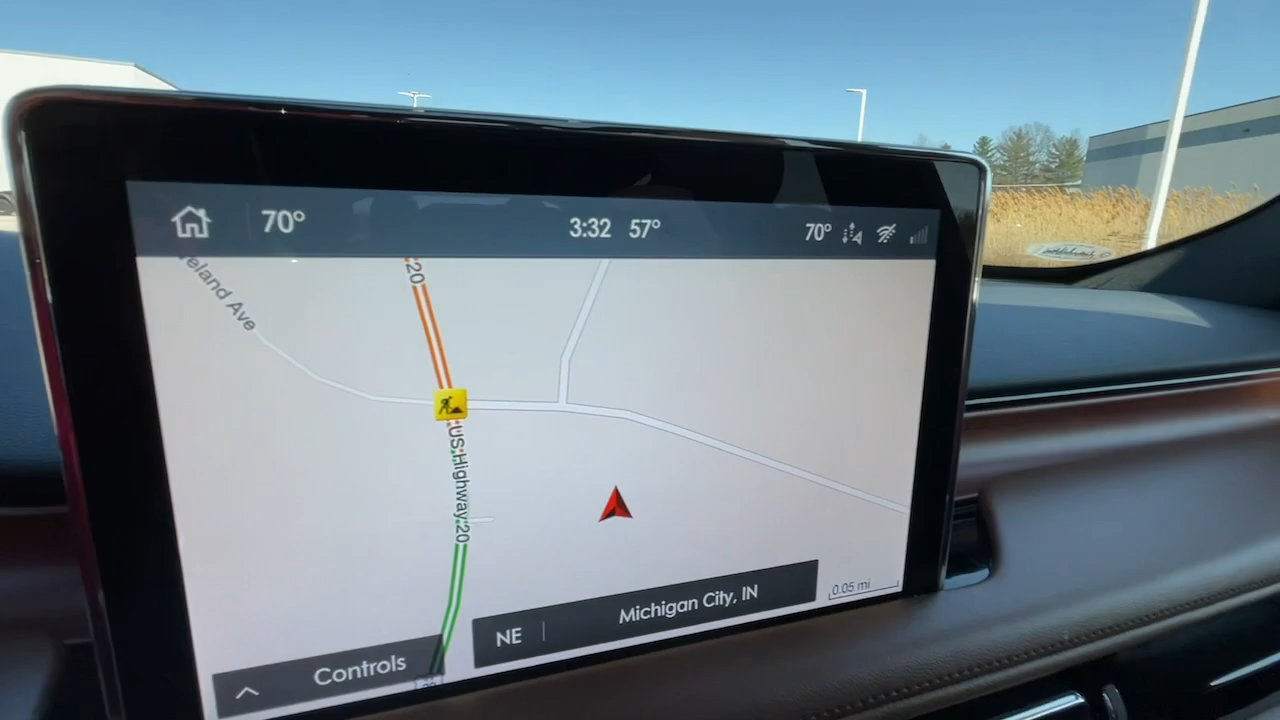 70°
3:32 57°
70°
20
eland Ave
US Highway 20
0.05 mi
NE | Michigan City, IN
Controls